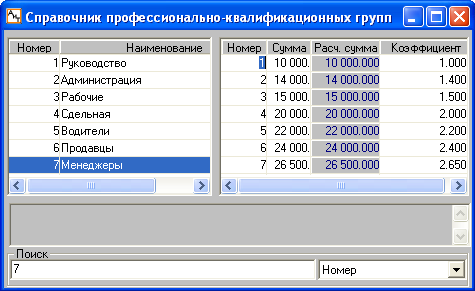 Справочник профессионально-квалификационных групп
Номер Наименование Номер Сумма Расч. сумма Коэффициент
1 Руководство 1 10 000. 10 000.000 1.000
2 Администрация 2 14 000. 14 000.000 1.400
3 Рабочие 3 15 000. 15 000.000 1.500
4 Сдельная 4 20 000. 20 000.000 2.000
5 Водители 5 22 000. 22 200.000 2.200
6 Продавцы 6 24 000. 24 000.000 2.400
7 Менеджеры 7 26 500. 26 500.000 2.650
Поиск
7 Номер